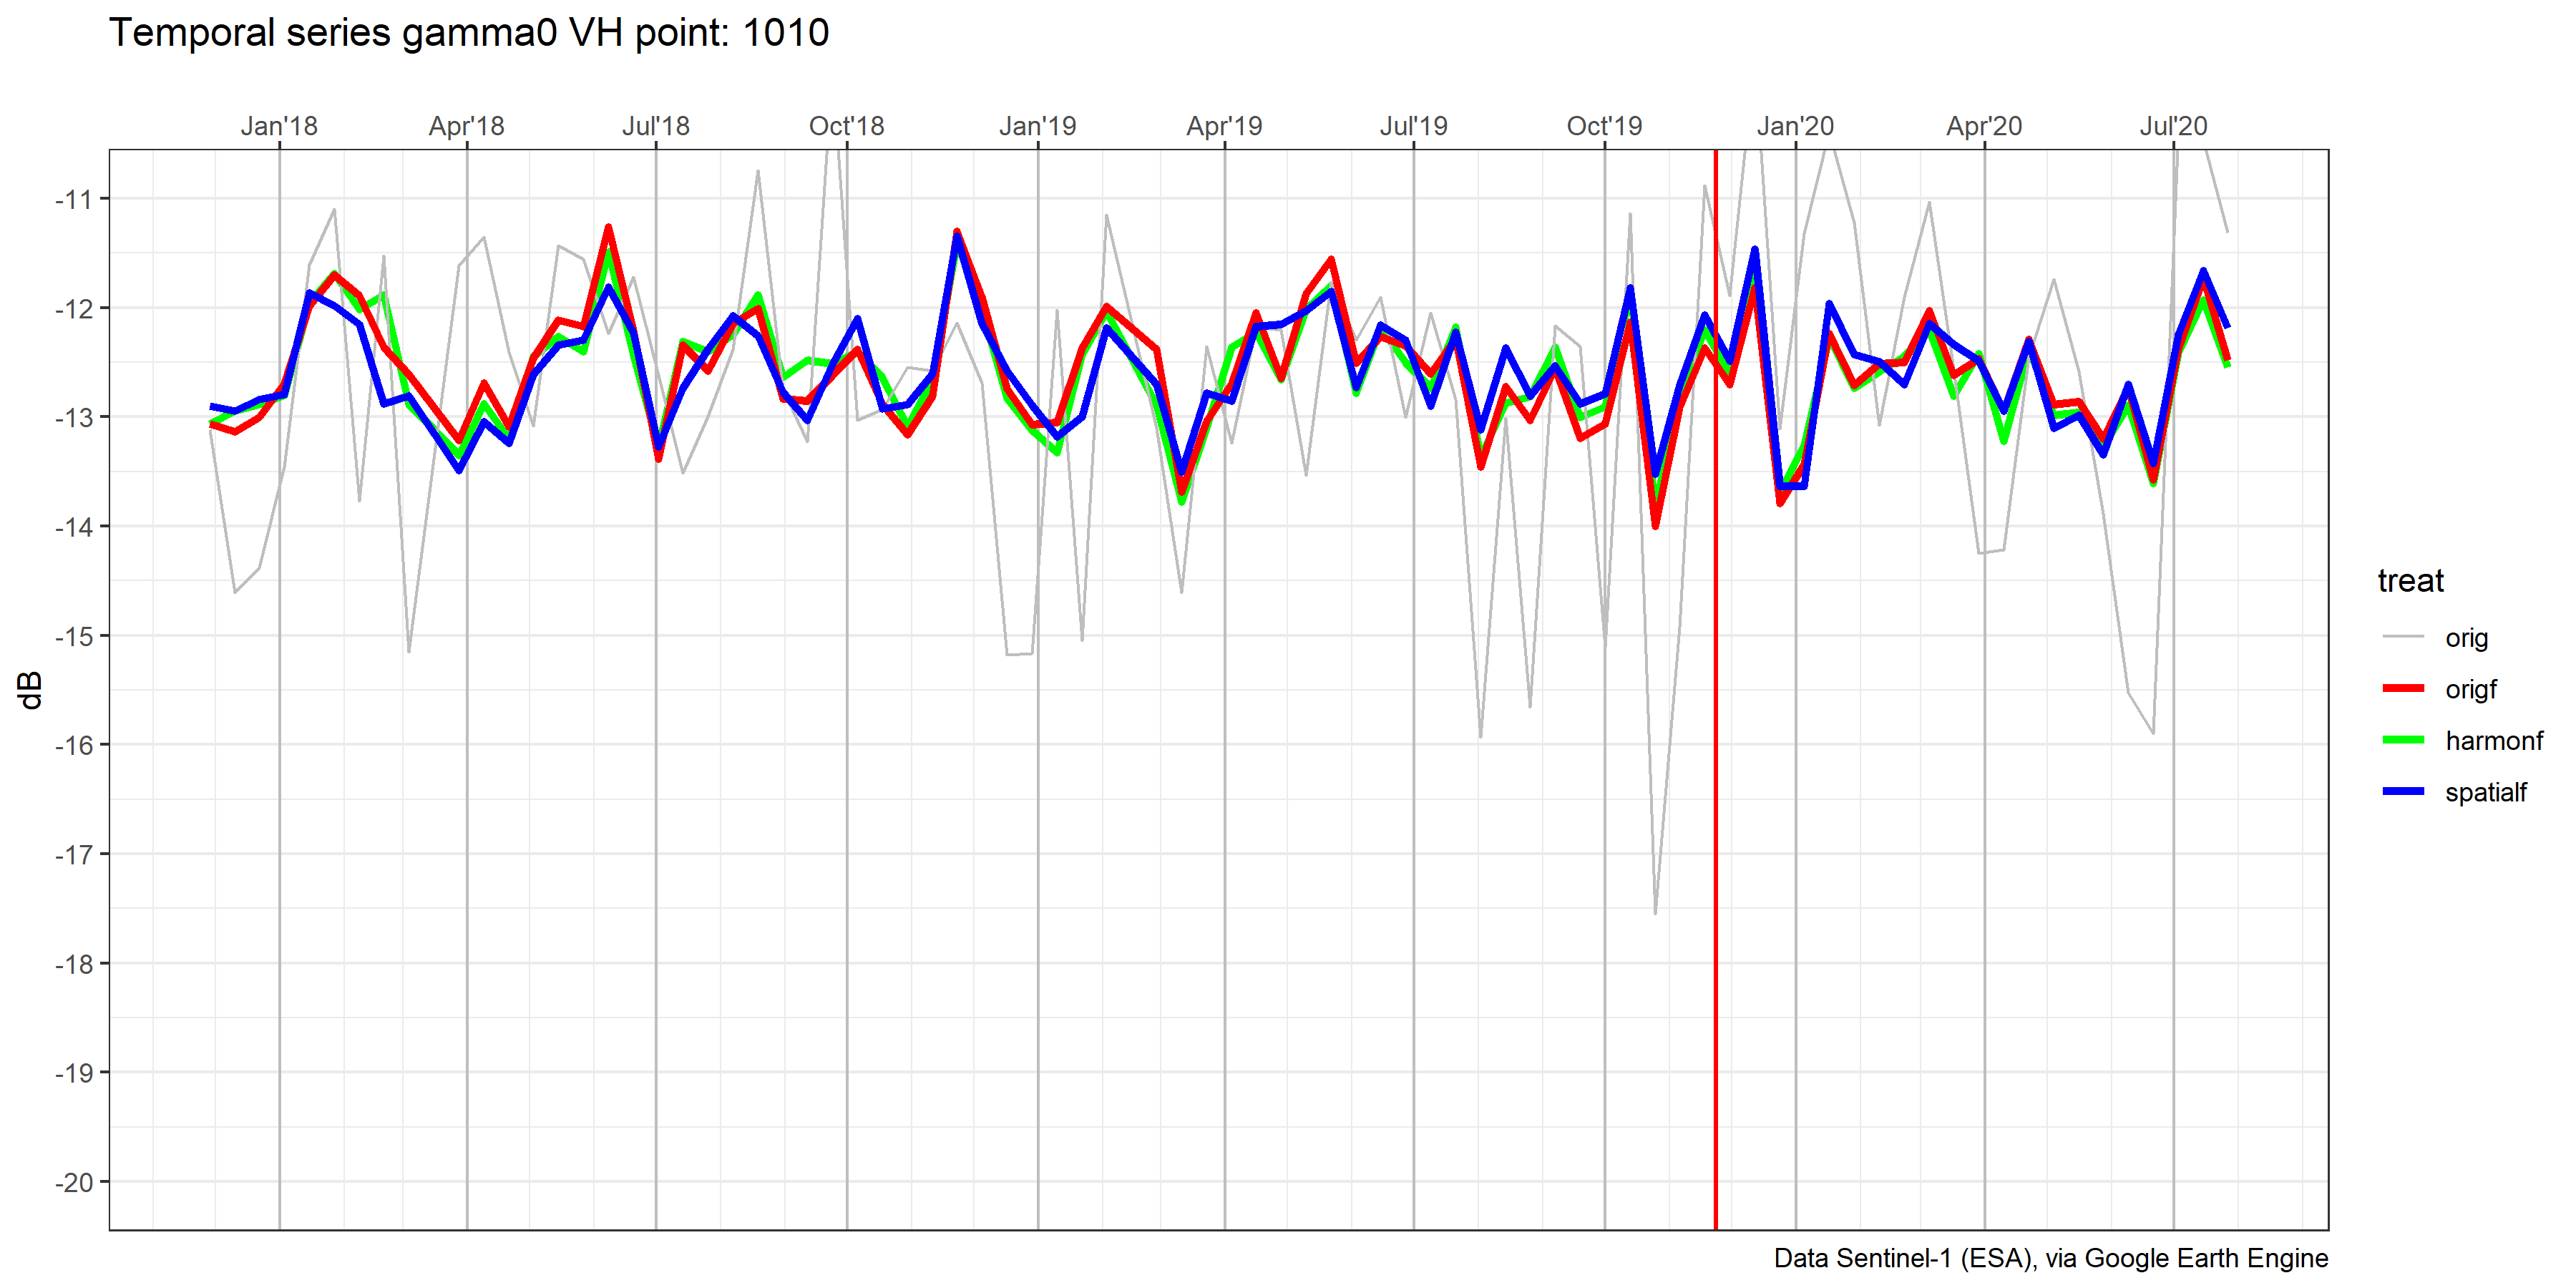 Temporal series gamma0 VH point: 1010
Jan'18 Apr'18 Jul'18 Oct'18 Jan'19 Apr'19 Jul'19 Oct'19 Jan'20 Apr'20 Jul'20
-11
-12
-13
-14
-15
-16
-17
-18
-19
-20
dB
treat
orig
origf
harmonf
spatialf
Data Sentinel-1 (ESA), via Google Earth Engine